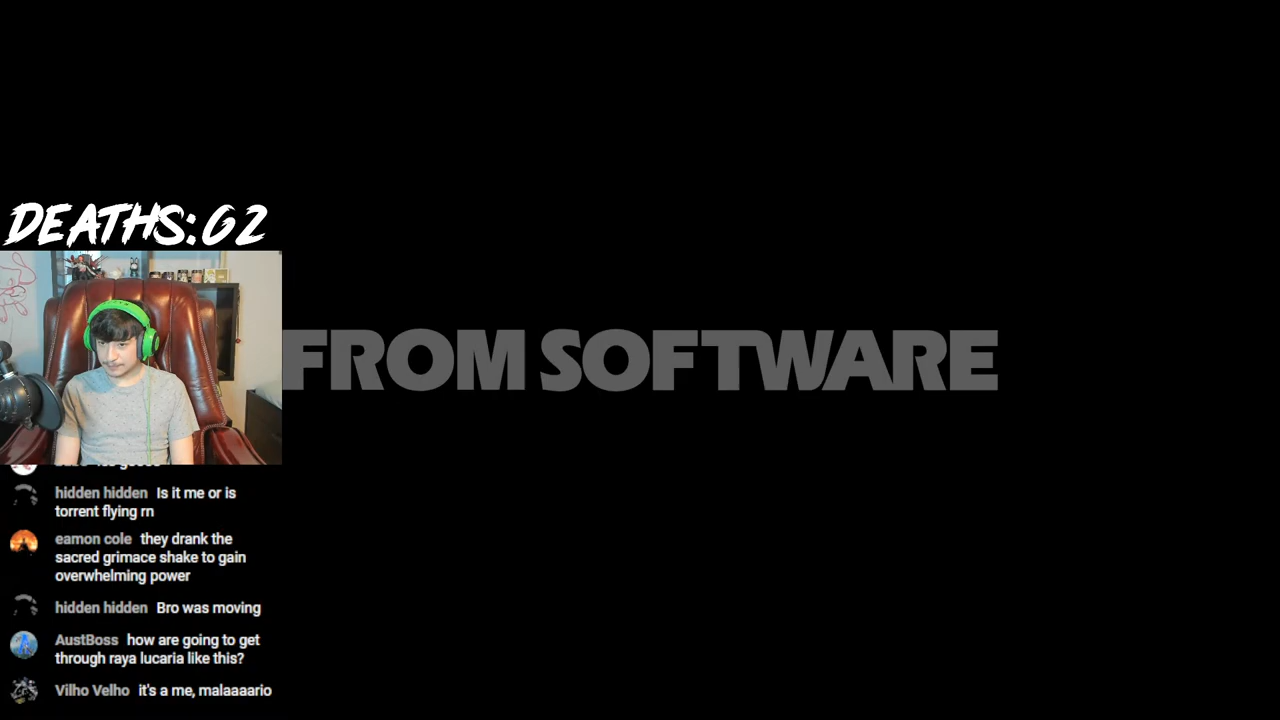 DEATHS:62
FROM SOFTWARE
hidden hidden Is it me or is
torrent flying rn
eamon cole they drank the
sacred grimace shake to gain
overwhelming power
hidden hidden Bro was moving
AustBoss how are going to get
through raya lucaria like this?
Vilho Velho it's a me, malaaaario